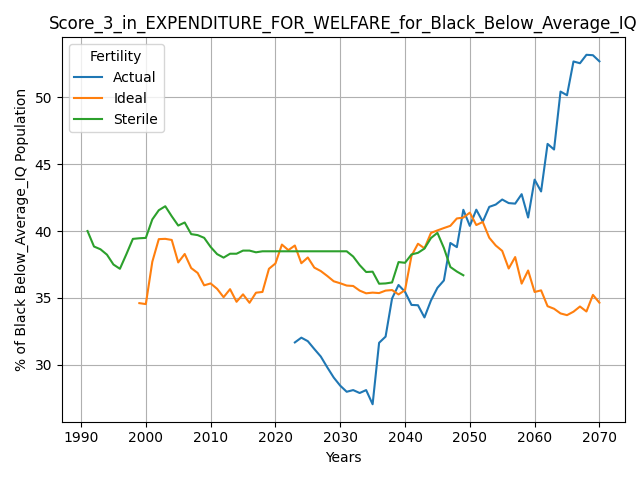 Score_3_in_EXPENDITURE_FOR_WELFARE_for_Black_Below_Average_IQ
Fertility
Actual
Ideal
Sterile
% of Black Below_Average_IQ Population
50
45
40
35
30
1990 2000 2010 2020 2030 2040 2050 2060 2070
Years